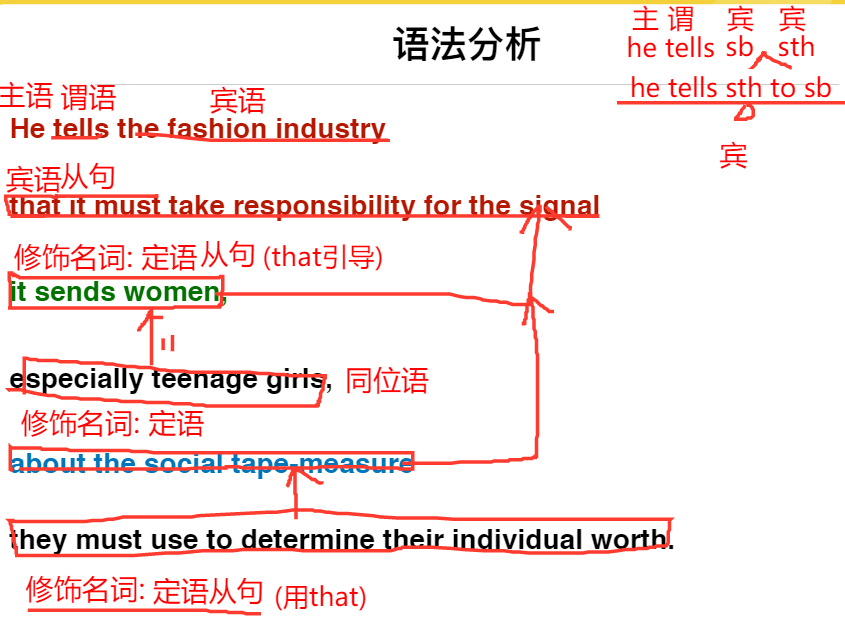 语法分析
主 谓 宾 宾
he tells sb sth
he tells sth to sb
宾
主语 谓语 宾语
He tells the fashion industry
宾语从句
that it must take responsibility for the signal
修饰名词: 定语从句 (that引导)
it sends women,
especially teenage girls, 同位语
修饰名词: 定语
about the social tape-measure
they must use to determine their individual worth.
修饰名词: 定语从句 (用that)